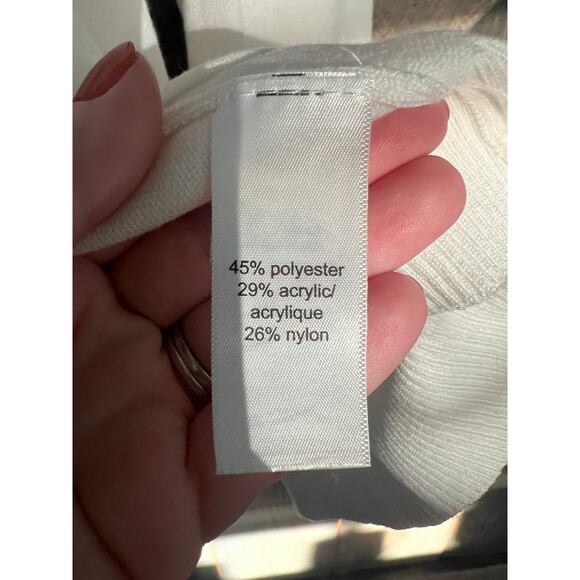 45% polyester
29% acrylic/
acrylique
26% nylon